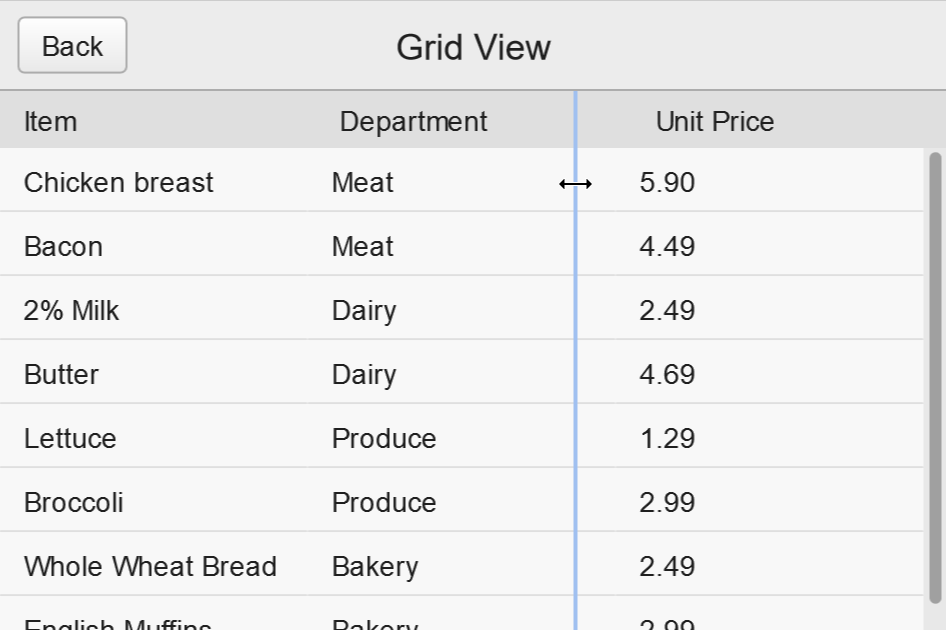 Back
Grid View
Item Department Unit Price
Chicken breast Meat 5.90
Bacon Meat 4.49
2% Milk Dairy 2.49
Butter Dairy 4.69
Lettuce Produce 1.29
Broccoli Produce 2.99
Whole Wheat Bread Bakery 2.49
English Muffins Bakery 2.99